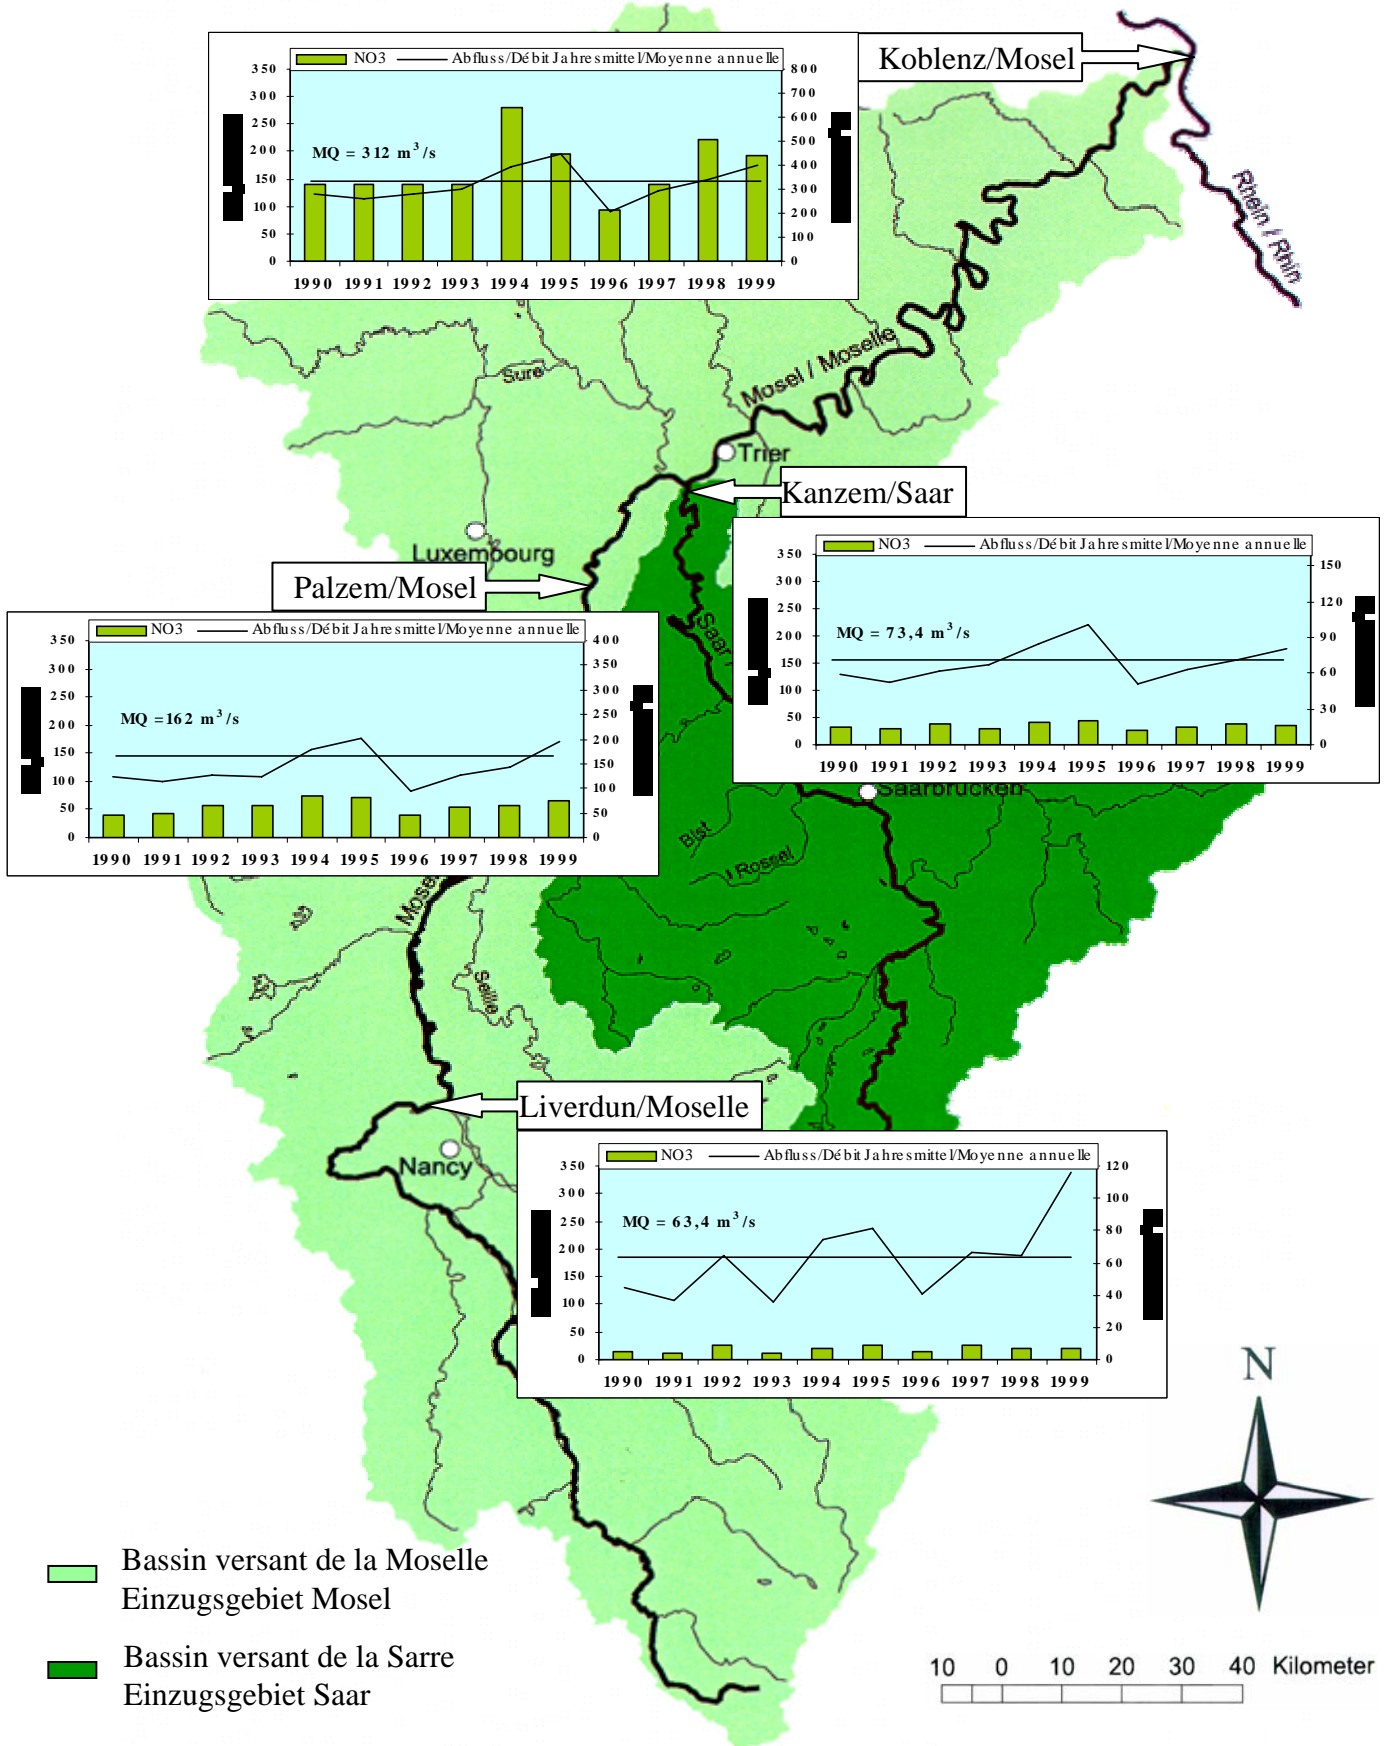 Koblenz/Mosel
NO3 Abfluss/Débit Jahresmittel/Moyenne annuelle
350
300
250
200
150
100
50
0
MQ = 312 m³/s
800
700
600
500
400
300
200
100
0
1990 1991 1992 1993 1994 1995 1996 1997 1998 1999
Rhein / Rhin
Mosel / Moselle
Sure
Trier
Kanzem/Saar
Luxembourg
NO3 Abfluss/Débit Jahresmittel/Moyenne annuelle
350
300
250
200
150
100
50
0
MQ = 73,4 m³/s
150
120
90
60
30
0
1990 1991 1992 1993 1994 1995 1996 1997 1998 1999
Palzem/Mosel
Saar
NO3 Abfluss/Débit Jahresmittel/Moyenne annuelle
350
300
250
200
150
100
50
0
MQ =162 m³/s
400
350
300
250
200
150
100
50
0
1990 1991 1992 1993 1994 1995 1996 1997 1998 1999
Saarbrücken
Bist
Rossel
Mosel
Seille
Liverdun/Moselle
Nancy
NO3 Abfluss/Débit Jahresmittel/Moyenne annuelle
350
300
250
200
150
100
50
0
MQ = 63,4 m³/s
120
100
80
60
40
20
0
1990 1991 1992 1993 1994 1995 1996 1997 1998 1999
N
Bassin versant de la Moselle
Einzugsgebiet Mosel
Bassin versant de la Sarre
Einzugsgebiet Saar
10 0 10 20 30 40 Kilometer